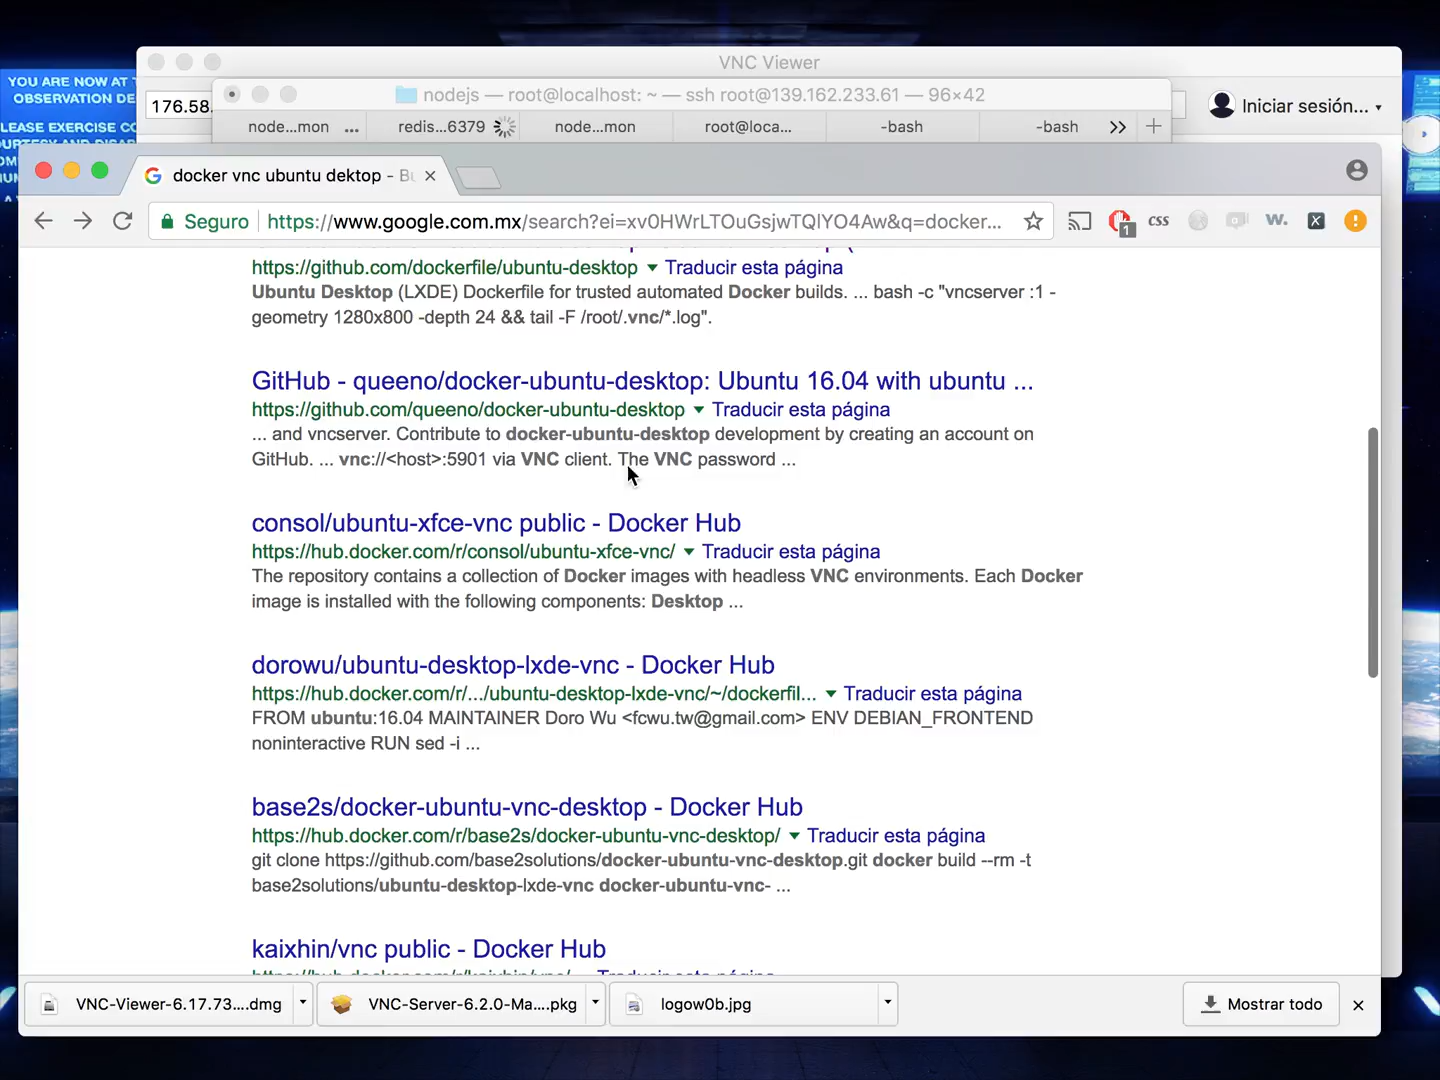 YOU ARE NOW AT
OBSERVATION DE
LEASE EXERCISE CO
VNC Viewer
176.58.
Iniciar sesión...
nodejs — root@localhost: ~ — ssh root@139.162.233.61 — 96×42
node...mon ... redis...6379 node...mon root@loca... -bash -bash >> +
docker vnc ubuntu dektop - Bu
Seguro https://www.google.com.mx/search?ei=xv0HWrLTOuGsjwTQlYO4Aw&q=docker...
1
css
w.
X
https://github.com/dockerfile/ubuntu-desktop Traducir esta página
Ubuntu Desktop (LXDE) Dockerfile for trusted automated Docker builds. ... bash -c "vncserver :1 -
geometry 1280x800 -depth 24 && tail -F /root/.vnc/*.log".
GitHub - queeno/docker-ubuntu-desktop: Ubuntu 16.04 with ubuntu ...
https://github.com/queeno/docker-ubuntu-desktop Traducir esta página
... and vncserver. Contribute to docker-ubuntu-desktop development by creating an account on
GitHub. ... vnc://<host>:5901 via VNC client. The VNC password ...
consol/ubuntu-xfce-vnc public - Docker Hub
https://hub.docker.com/r/consol/ubuntu-xfce-vnc/ Traducir esta página
The repository contains a collection of Docker images with headless VNC environments. Each Docker
image is installed with the following components: Desktop ...
dorowu/ubuntu-desktop-lxde-vnc - Docker Hub
https://hub.docker.com/r/.../ubuntu-desktop-lxde-vnc/~/dockerfil... Traducir esta página
FROM ubuntu:16.04 MAINTAINER Doro Wu <fcwu.tw@gmail.com> ENV DEBIAN_FRONTEND
noninteractive RUN sed -i ...
base2s/docker-ubuntu-vnc-desktop - Docker Hub
https://hub.docker.com/r/base2s/docker-ubuntu-vnc-desktop/ Traducir esta página
git clone https://github.com/base2solutions/docker-ubuntu-vnc-desktop.git docker build --rm -t
base2solutions/ubuntu-desktop-lxde-vnc docker-ubuntu-vnc- ...
kaixhin/vnc public - Docker Hub
https://hub.docker.com/r/kaixhin/vnc/ Traducir esta página
VNC-Viewer-6.17.73....dmg VNC-Server-6.2.0-Ma....pkg logow0b.jpg Mostrar todo